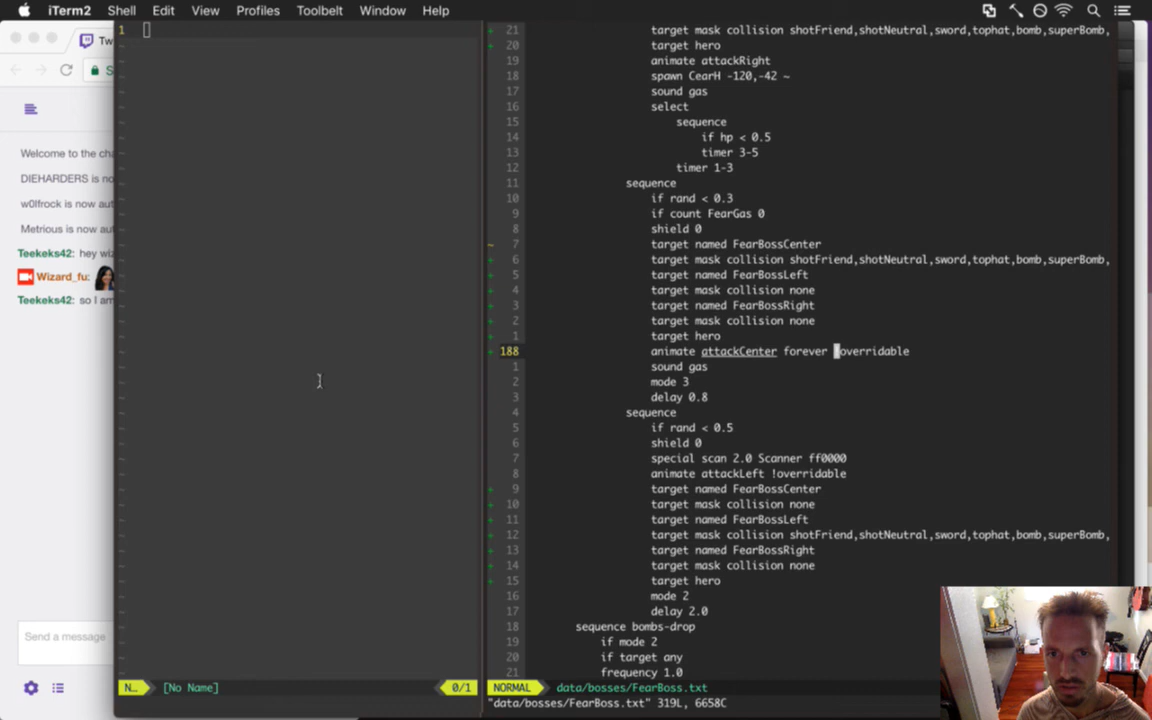 iTerm2 Shell Edit View Profiles Toolbelt Window Help
Tw
S
Welcome to the cha
DIEHARDERS is no
w0lfrock is now aut
Metrious is now aut
Teekeks42: hey wiz
Wizard_fu:
Teekeks42: so I am
Send a message
1
N... [No Name] 0/1
21 target mask collision shotFriend,shotNeutral,sword,tophat,bomb,superBomb,
20 target hero
19 animate attackRight
18 spawn CearH -120,-42 ~
17 sound gas
16 select
15 sequence
14 if hp < 0.5
13 timer 3-5
12 timer 1-3
11 sequence
10 if rand < 0.3
9 if count FearGas 0
8 shield 0
7 target named FearBossCenter
6 target mask collision shotFriend,shotNeutral,sword,tophat,bomb,superBomb,
5 target named FearBossLeft
4 target mask collision none
3 target named FearBossRight
2 target mask collision none
1 target hero
188 animate attackCenter forever !overridable
1 sound gas
2 mode 3
3 delay 0.8
4 sequence
5 if rand < 0.5
6 shield 0
7 special scan 2.0 Scanner ff0000
8 animate attackLeft !overridable
9 target named FearBossCenter
10 target mask collision none
11 target named FearBossLeft
12 target mask collision shotFriend,shotNeutral,sword,tophat,bomb,superBomb,
13 target named FearBossRight
14 target mask collision none
15 target hero
16 mode 2
17 delay 2.0
18 sequence bombs-drop
19 if mode 2
20 if target any
21 frequency 1.0
NORMAL data/bosses/FearBoss.txt
"data/bosses/FearBoss.txt" 319L, 6658C